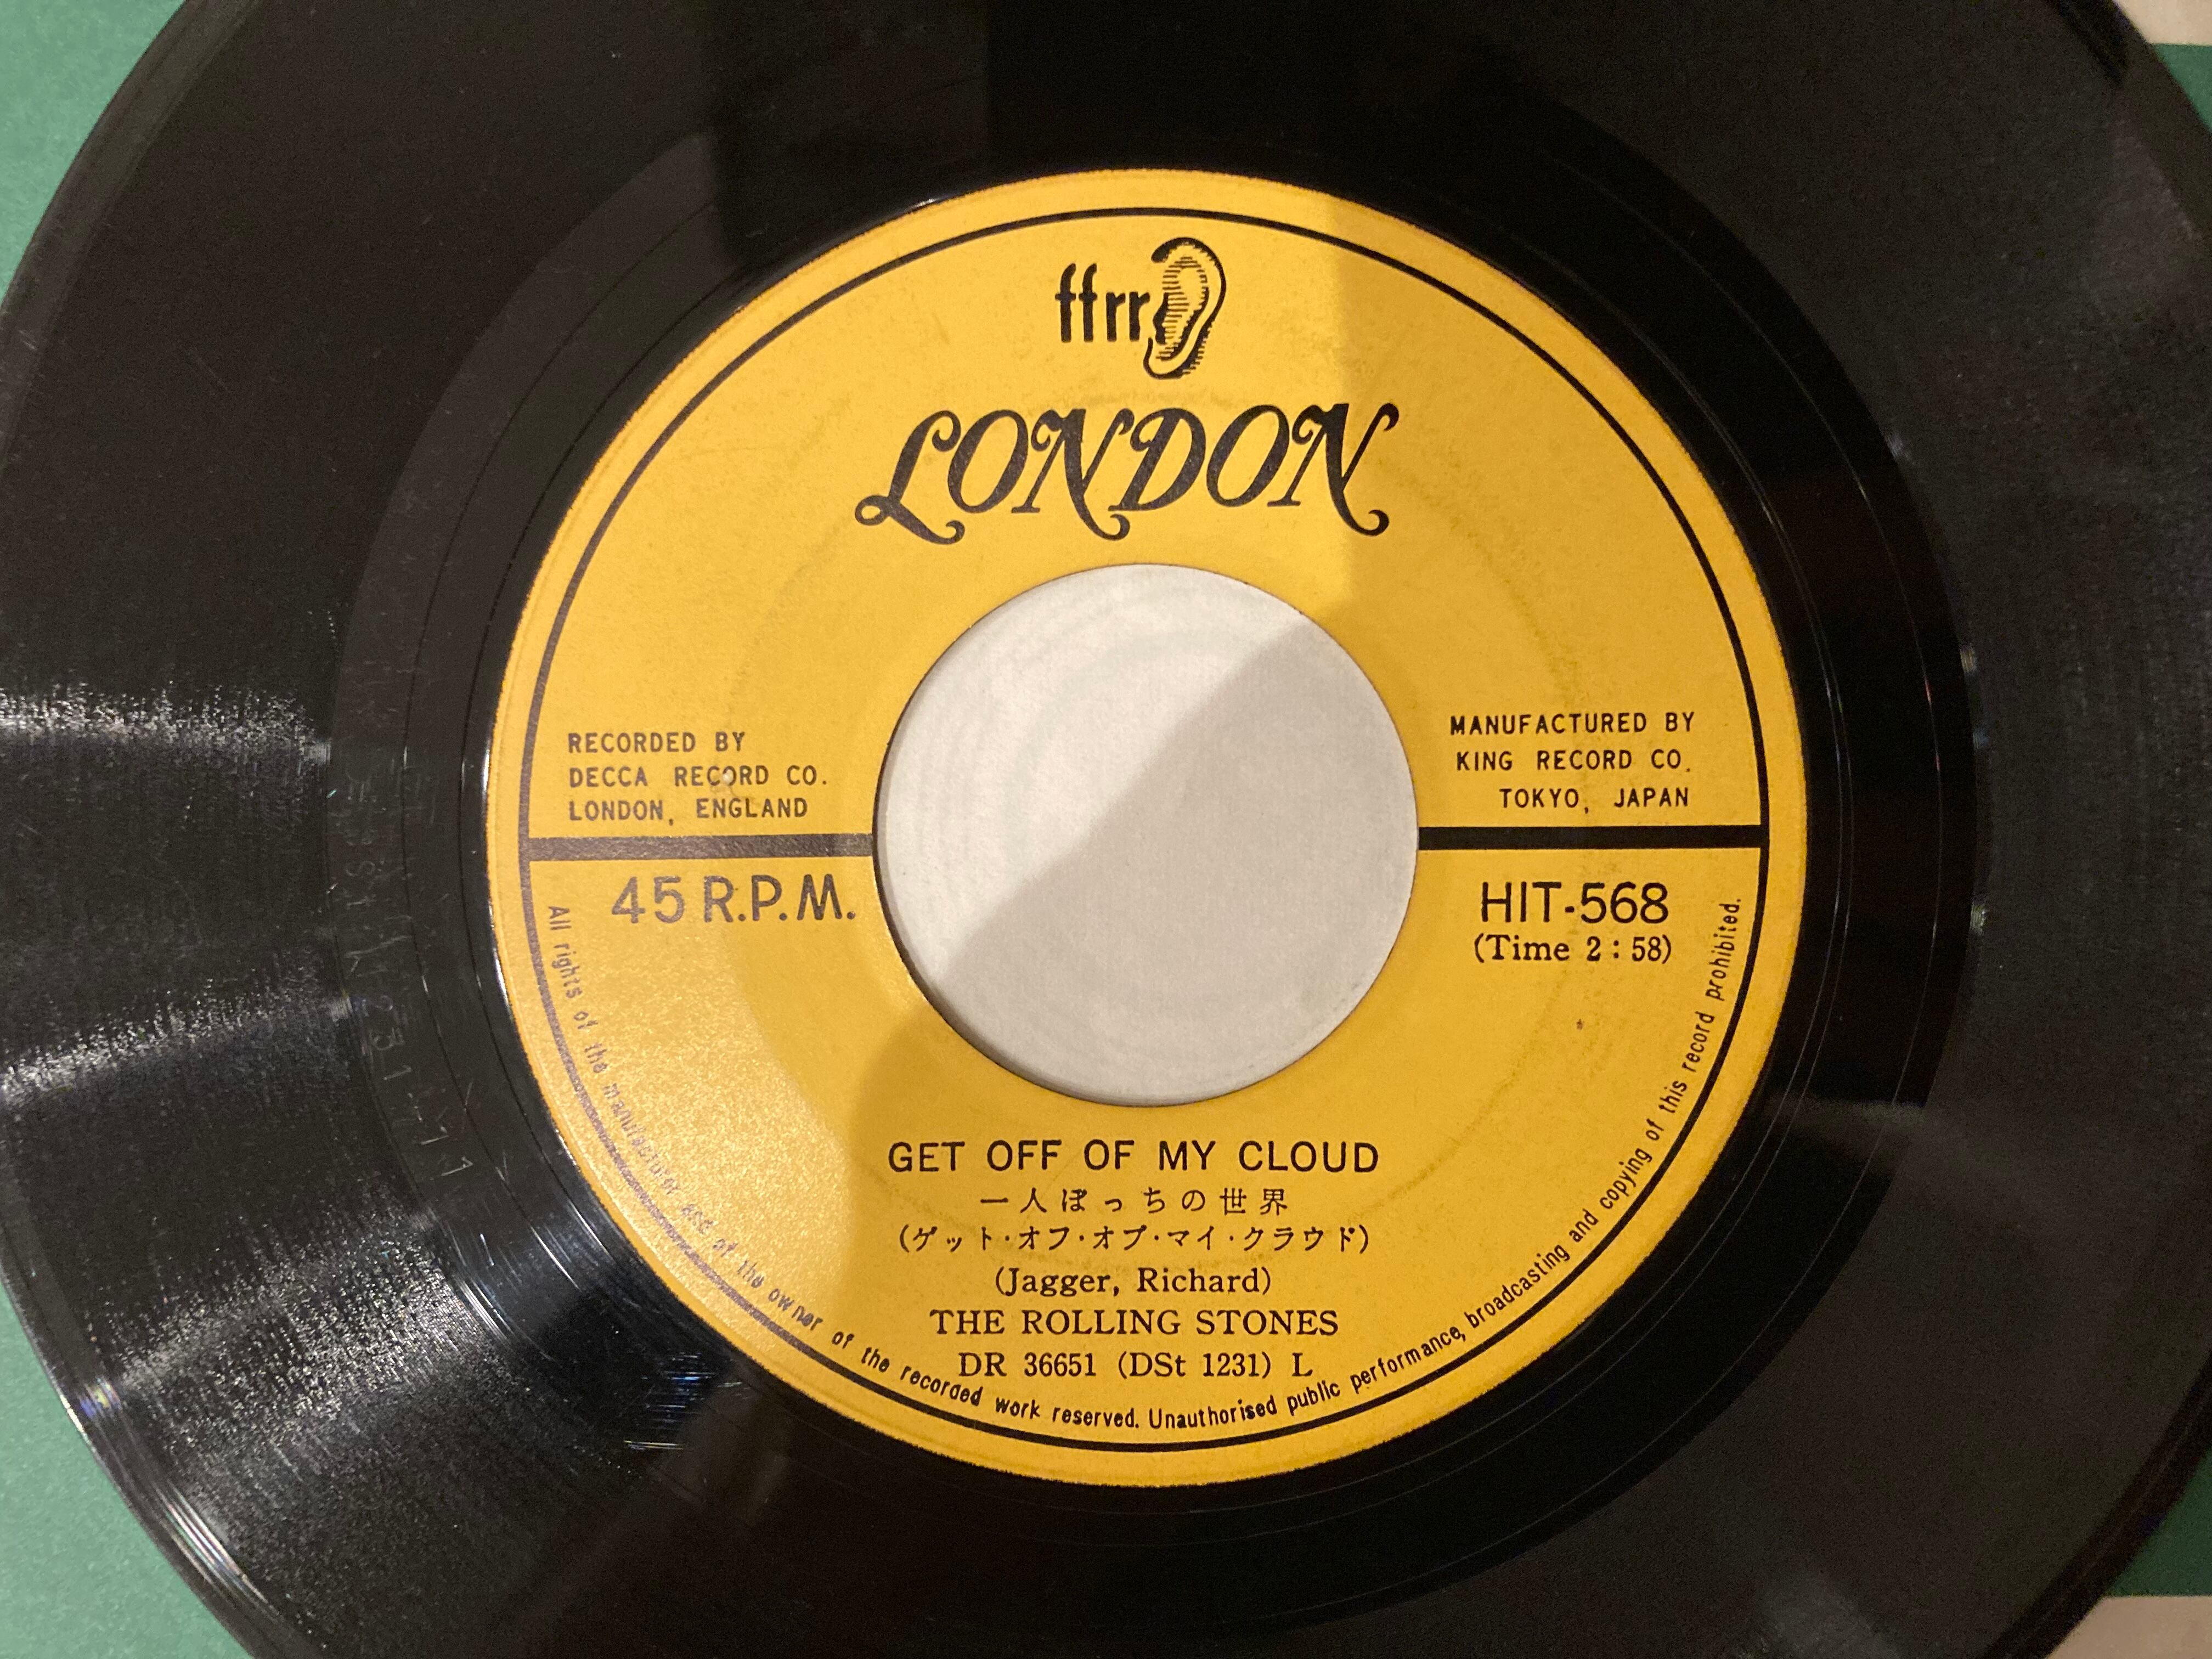 ffrr
LONDON
RECORDED BY
DECCA RECORD CO.
LONDON, ENGLAND
MANUFACTURED BY
KING RECORD CO.
TOKYO, JAPAN
45 R.P.M.
HIT-568
(Time 2:58)
GET OFF OF MY CLOUD
一人ぼっちの世界
(ゲット・オフ・オブ・マイ・クラウド)
(Jagger, Richard)
THE ROLLING STONES
DR 36651 (DSt 1231) L
All rights of the manufacturer and of the owner of the recorded work reserved. Unauthorised public performance, broadcasting and copying of this record prohibited.